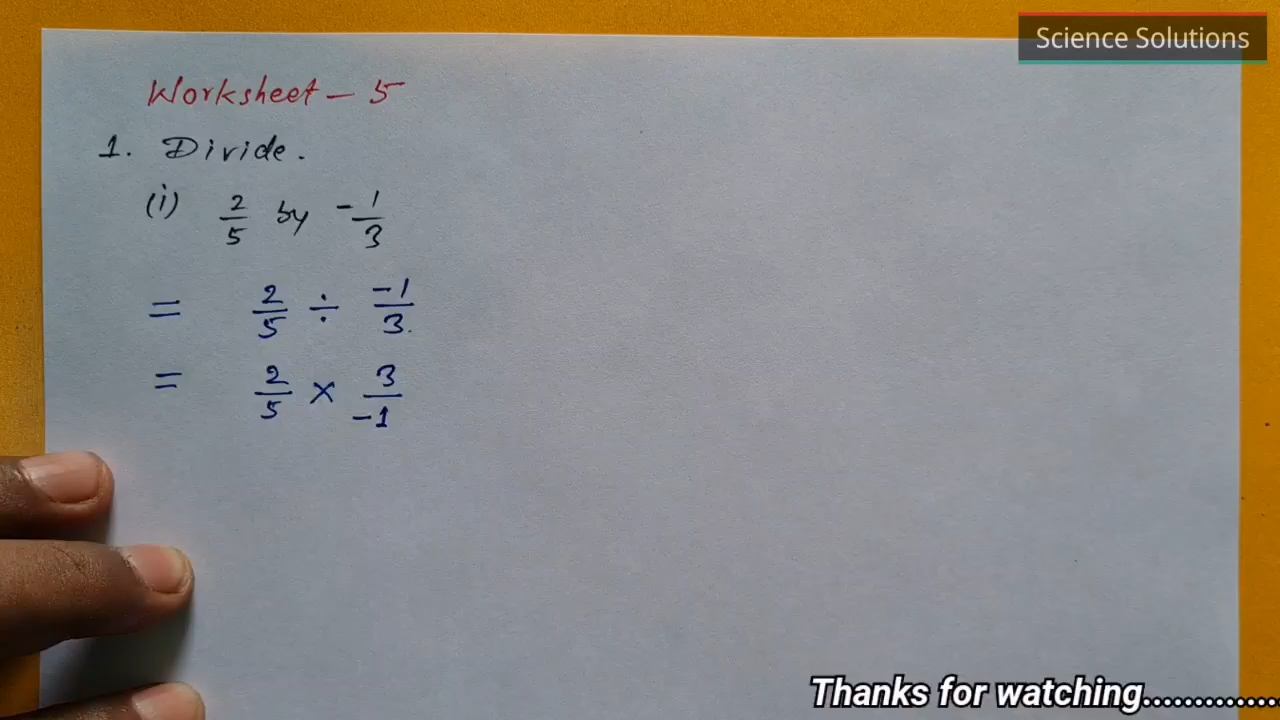 Science Solutions
Worksheet - 5
1. Divide.
(i) 2/5 by -1/3
= 2/5 ÷ -1/3
= 2/5 × 3/-1
Thanks for watching..............